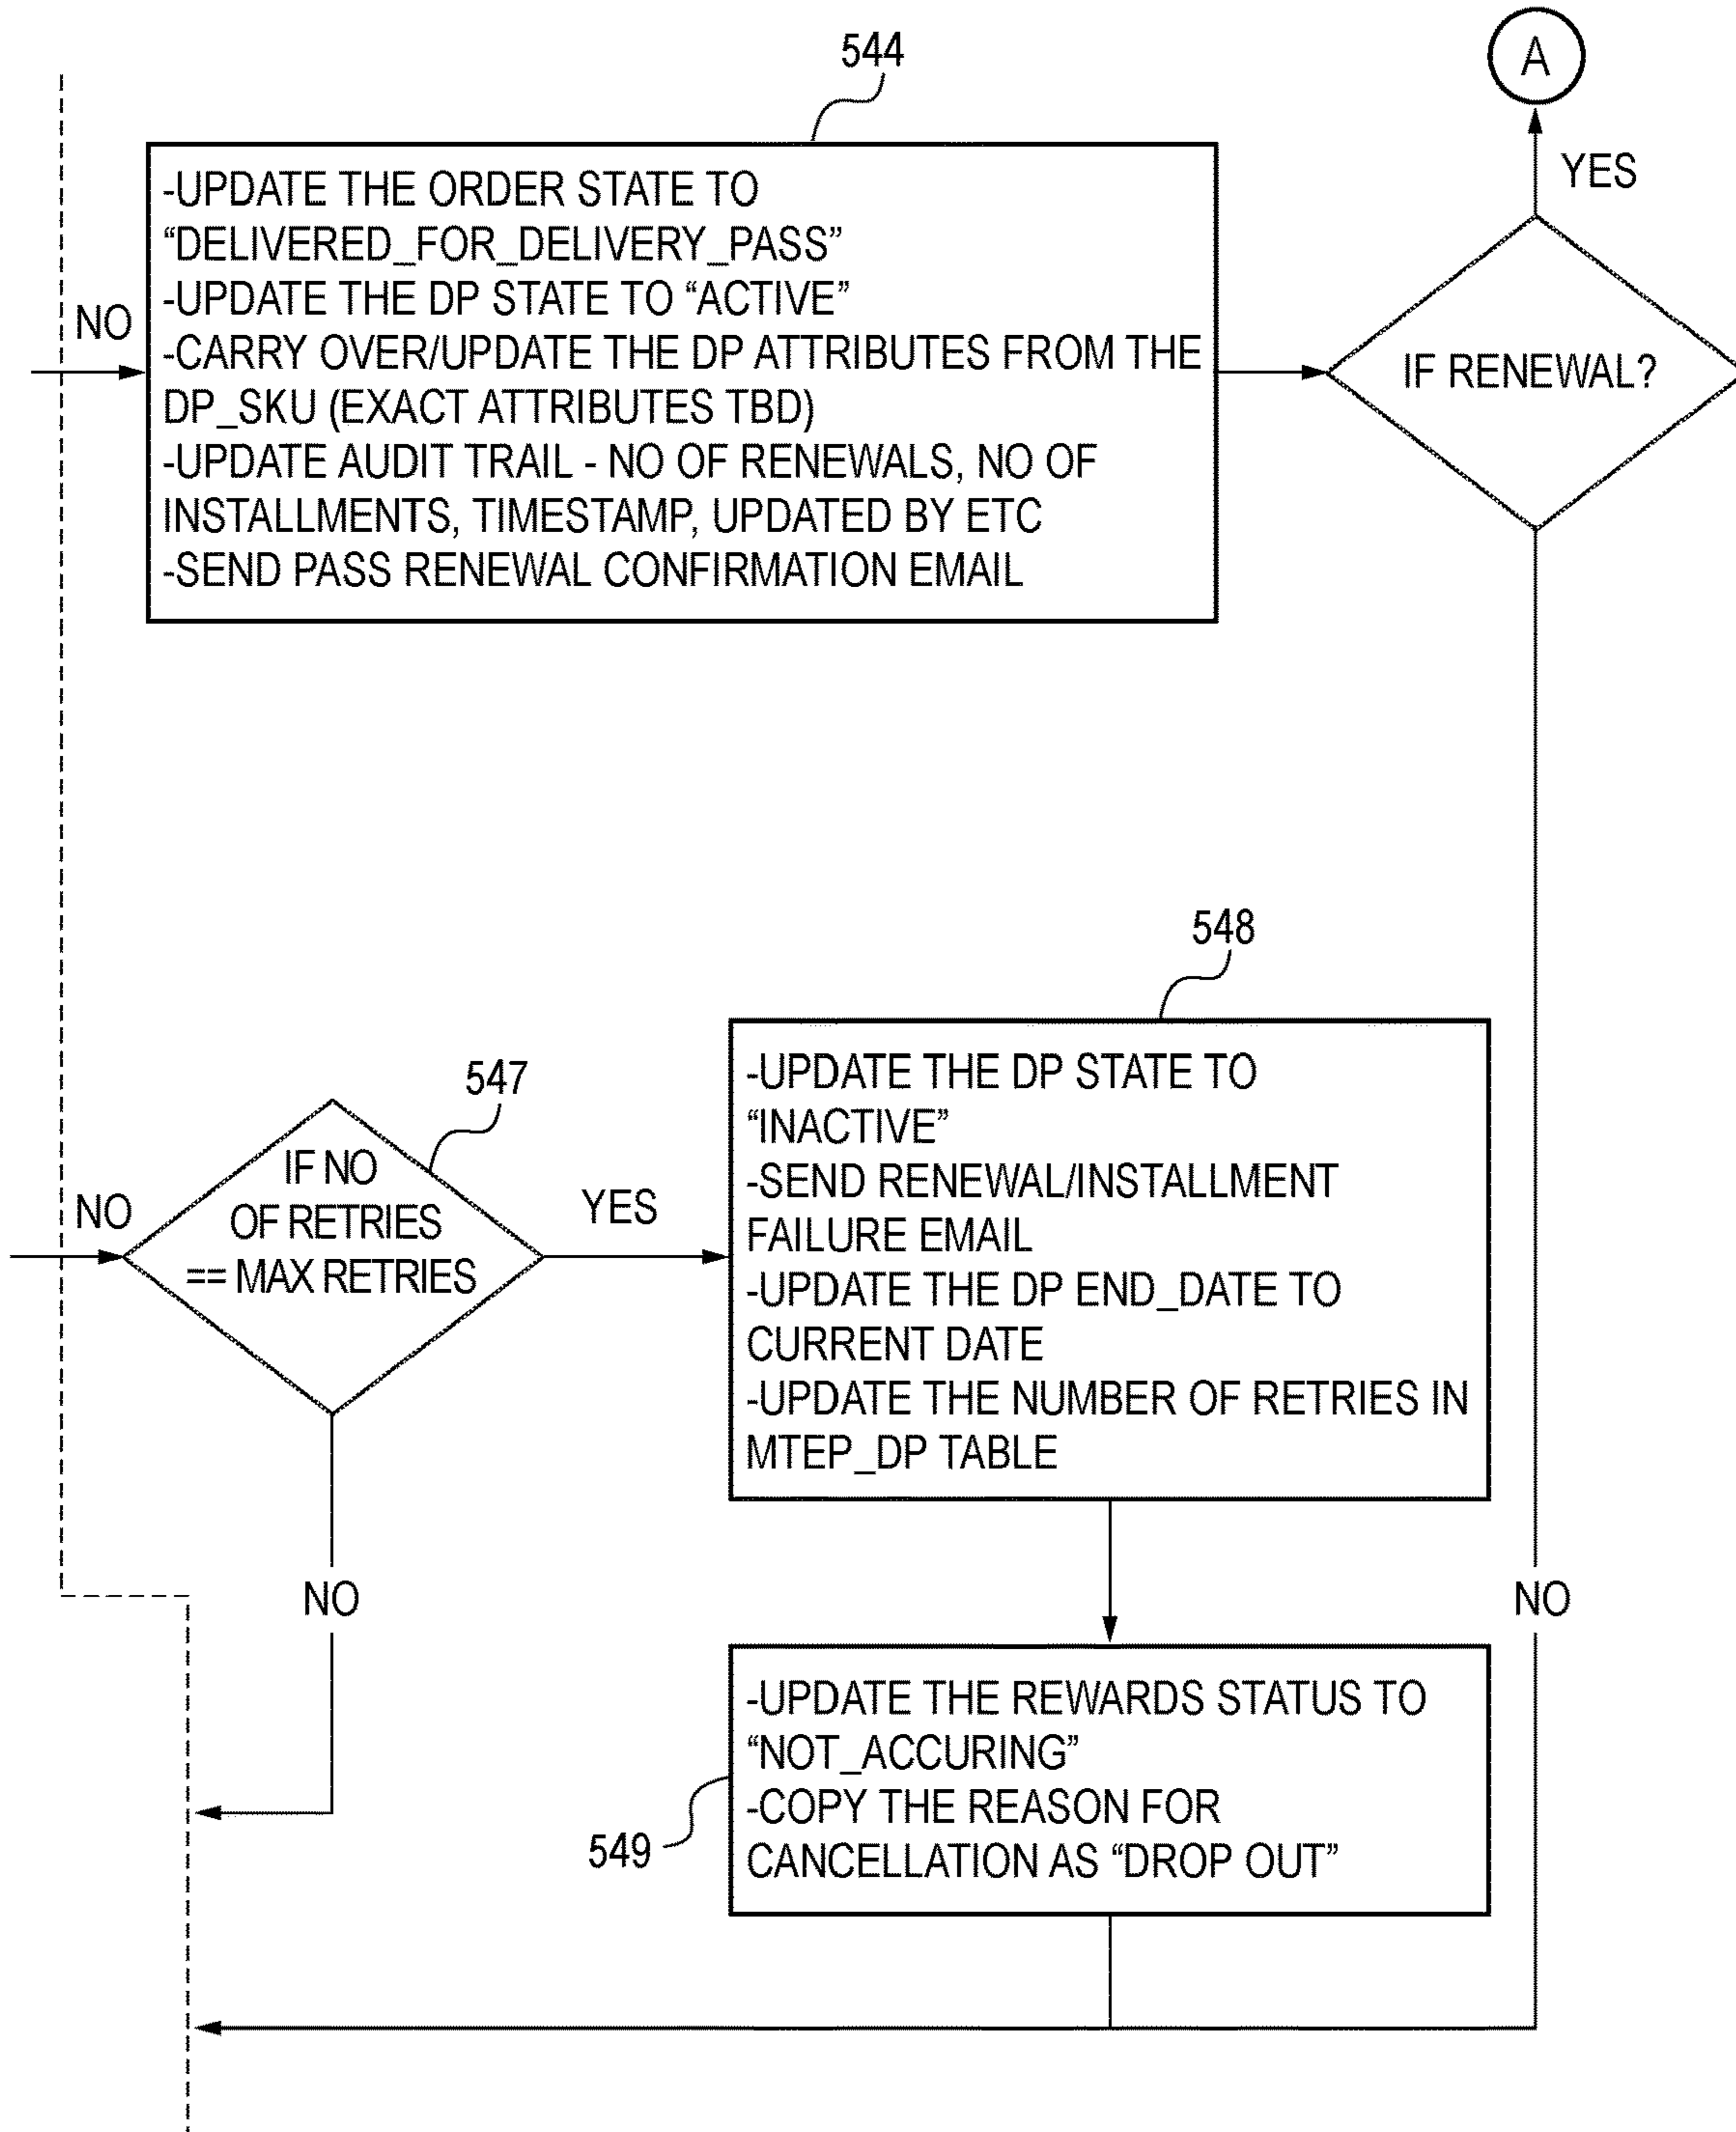 544
A
YES
-UPDATE THE ORDER STATE TO
“DELIVERED_FOR_DELIVERY_PASS”
-UPDATE THE DP STATE TO “ACTIVE”
-CARRY OVER/UPDATE THE DP ATTRIBUTES FROM THE
DP_SKU (EXACT ATTRIBUTES TBD)
-UPDATE AUDIT TRAIL - NO OF RENEWALS, NO OF
INSTALLMENTS, TIMESTAMP, UPDATED BY ETC
-SEND PASS RENEWAL CONFIRMATION EMAIL
NO
IF RENEWAL?
548
547
NO
IF NO
OF RETRIES
== MAX RETRIES
YES
-UPDATE THE DP STATE TO
“INACTIVE”
-SEND RENEWAL/INSTALLMENT
FAILURE EMAIL
-UPDATE THE DP END_DATE TO
CURRENT DATE
-UPDATE THE NUMBER OF RETRIES IN
MTEP_DP TABLE
NO
NO
-UPDATE THE REWARDS STATUS TO
“NOT_ACCURING”
-COPY THE REASON FOR
CANCELLATION AS “DROP OUT”
549